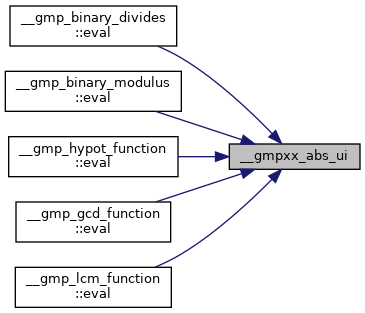 __gmp_binary_divides
::eval
__gmp_binary_modulus
::eval
__gmp_hypot_function
::eval
__gmpxx_abs_ui
__gmp_gcd_function
::eval
__gmp_lcm_function
::eval